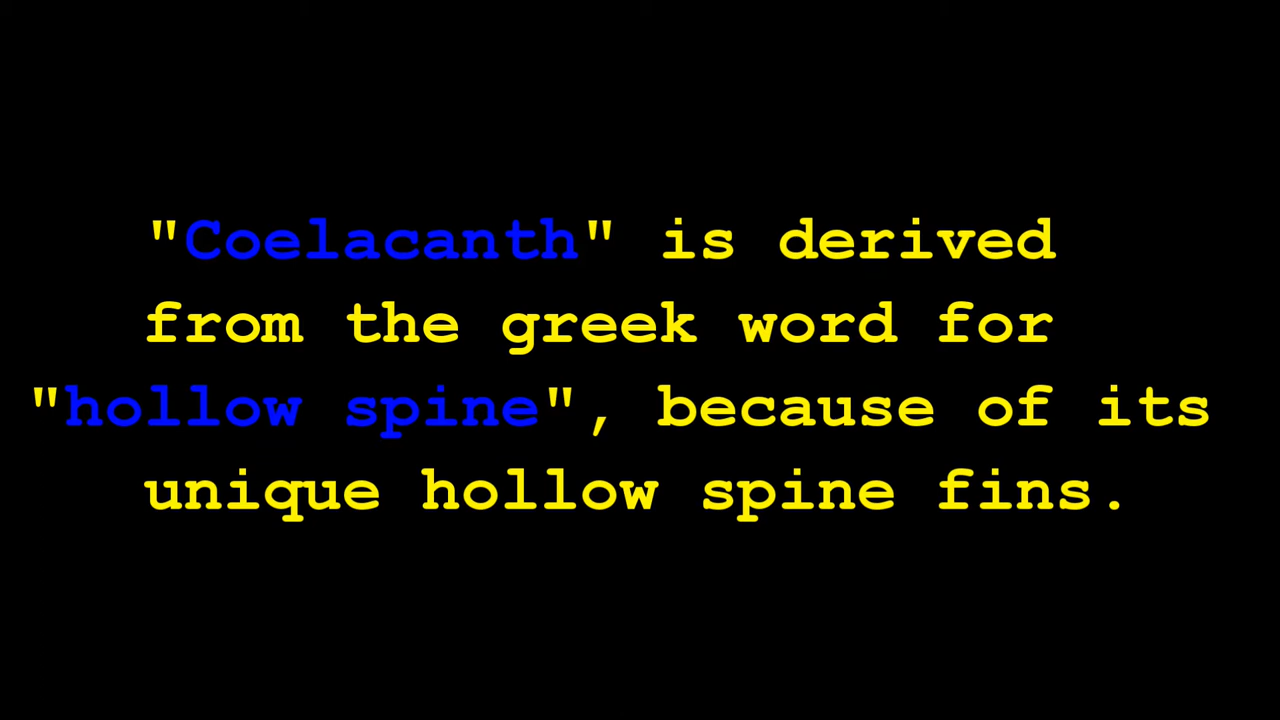 "Coelacanth" is derived
from the greek word for
"hollow spine", because of its
unique hollow spine fins.